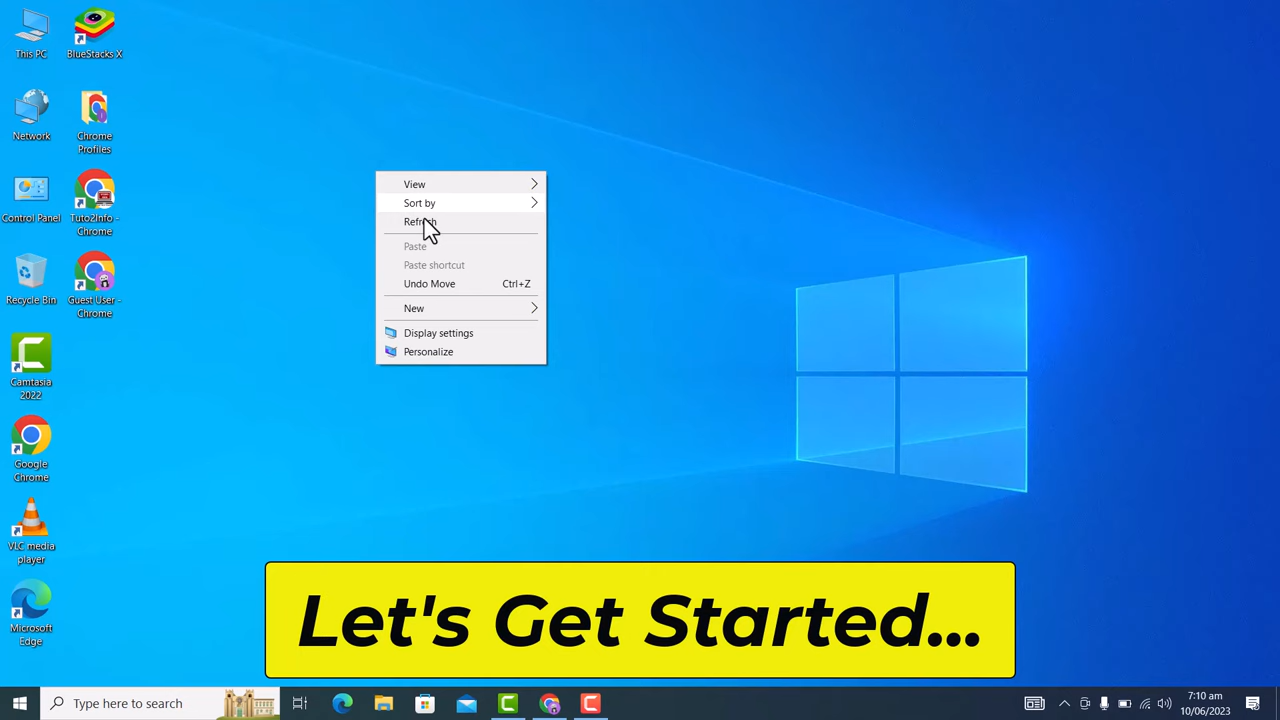 This PC
BlueStacks X
Network
Chrome
Profiles
Control Panel
Tuto2Info -
Chrome
Recycle Bin
Guest User -
Chrome
Camtasia
2022
Google
Chrome
VLC media
player
Microsoft
Edge
View
Sort by
Refresh
Paste
Paste shortcut
Undo Move Ctrl+Z
New
Display settings
Personalize
Let's Get Started...
Type here to search
7:10 am
10/06/2023